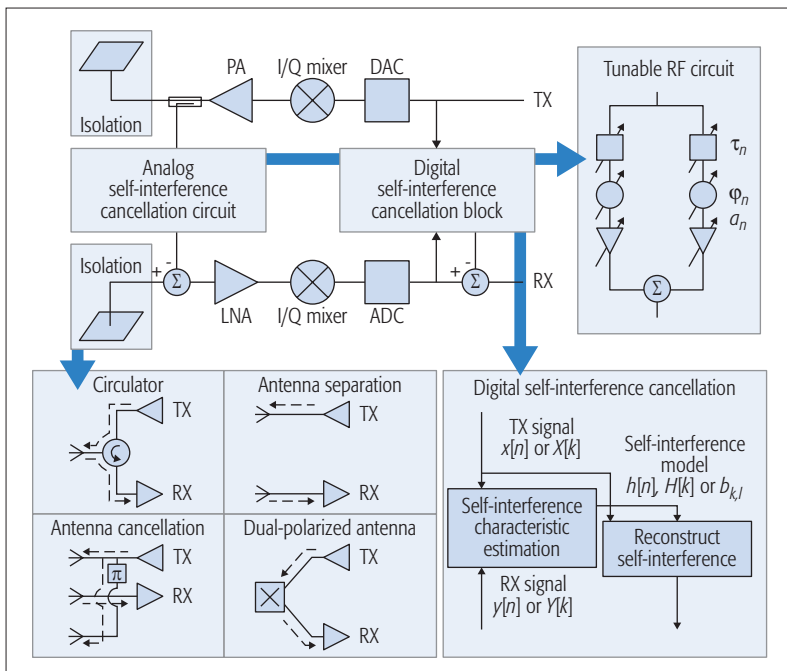 PA
I/Q mixer
DAC
TX
Isolation
Analog
self-interference
cancellation circuit
Digital
self-interference
cancellation block
Isolation
+
-
Σ
LNA
I/Q mixer
ADC
+
-
Σ
RX
Tunable RF circuit
τn
φn
an
Σ
Circulator
TX
RX
Antenna separation
TX
RX
Antenna cancellation
TX
π
RX
Dual-polarized antenna
TX
RX
Digital self-interference cancellation
TX signal
x[n] or X[k]
Self-interference
model
h[n], H[k] or bk,l
Self-interference
characteristic
estimation
Reconstruct
self-interference
RX signal
y[n] or Y[k]